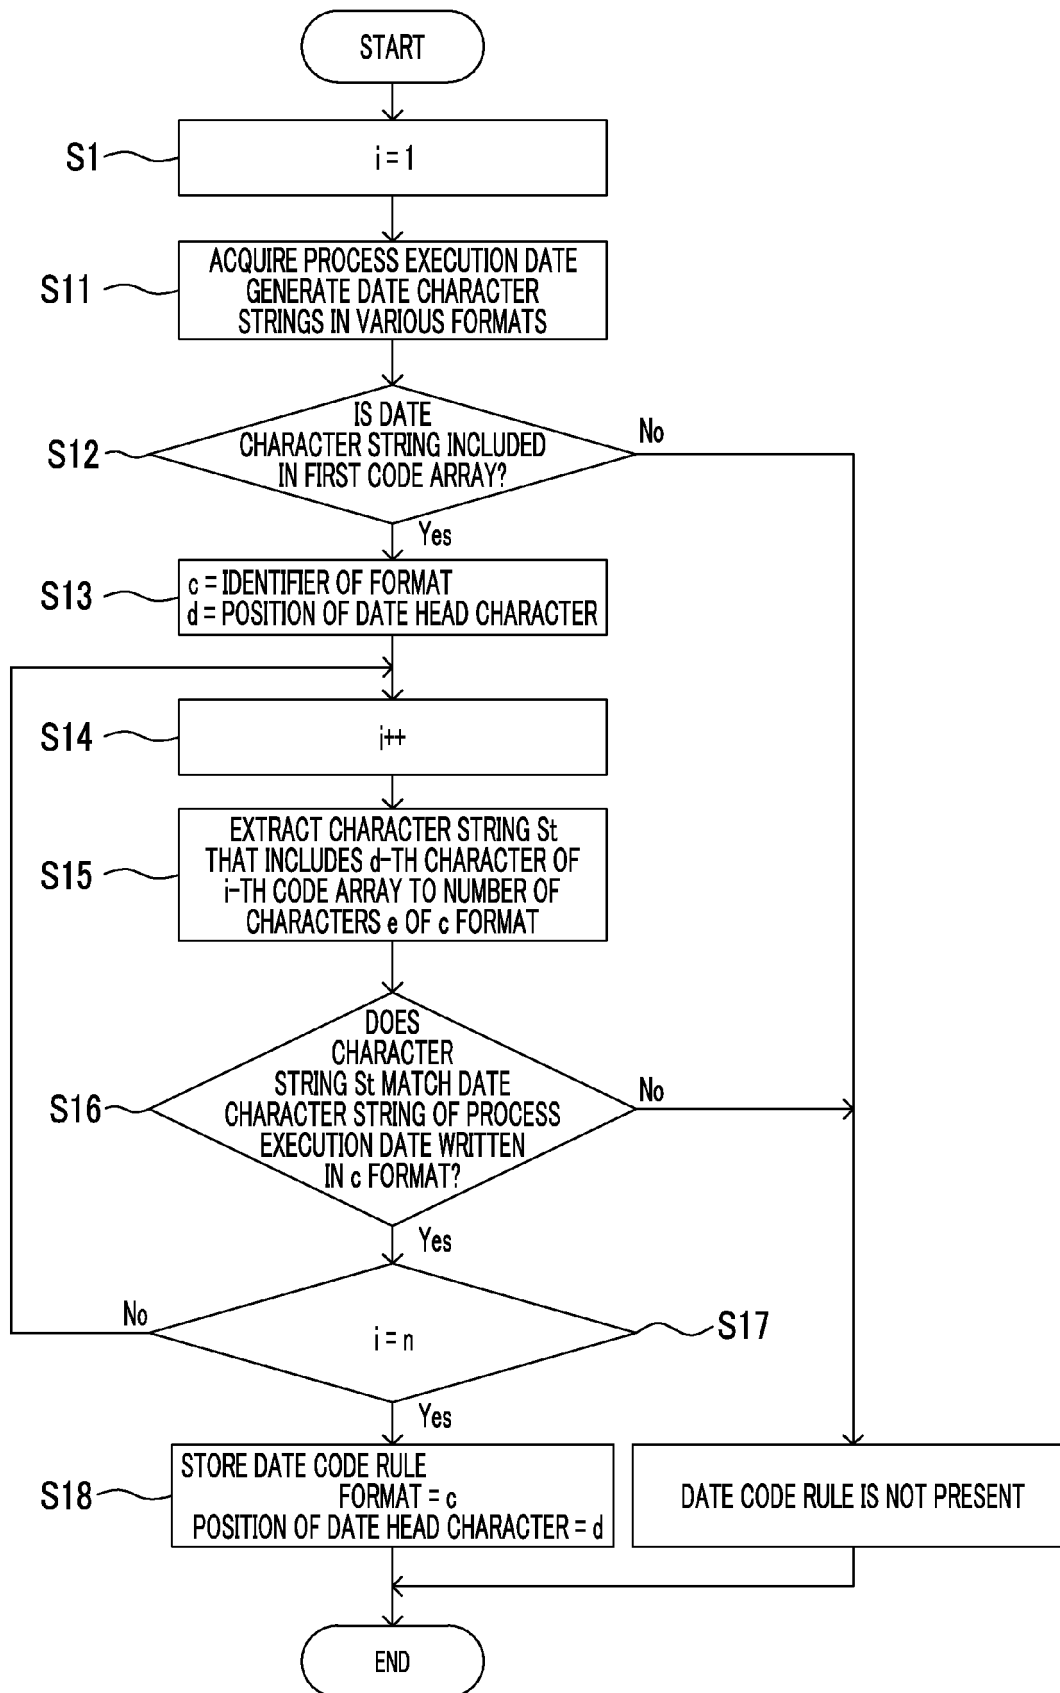 START
S1
i = 1
S11
ACQUIRE PROCESS EXECUTION DATE
GENERATE DATE CHARACTER
STRINGS IN VARIOUS FORMATS
S12
IS DATE
CHARACTER STRING INCLUDED
IN FIRST CODE ARRAY?
No
Yes
S13
c = IDENTIFIER OF FORMAT
d = POSITION OF DATE HEAD CHARACTER
S14
i++
S15
EXTRACT CHARACTER STRING St
THAT INCLUDES d-TH CHARACTER OF
i-TH CODE ARRAY TO NUMBER OF
CHARACTERS e OF c FORMAT
S16
DOES
CHARACTER
STRING St MATCH DATE
CHARACTER STRING OF PROCESS
EXECUTION DATE WRITTEN
IN c FORMAT?
No
Yes
No
i = n
S17
Yes
S18
STORE DATE CODE RULE
FORMAT = c
POSITION OF DATE HEAD CHARACTER = d
DATE CODE RULE IS NOT PRESENT
END